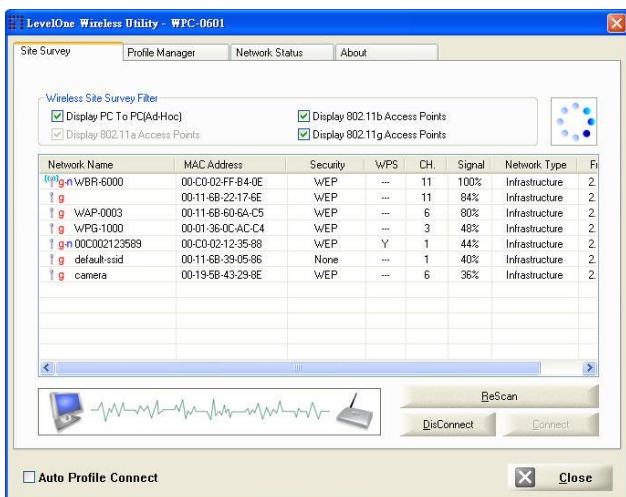 LevelOne Wireless Utility - WPC-0601
Site Survey Profile Manager Network Status About
Wireless Site Survey Filter
Display PC To PC(Ad-Hoc) Display 802.11b Access Points
Display 802.11a Access Points Display 802.11g Access Points
Network Name MAC Address Security WPS CH. Signal Network Type
g-n WBR-6000 00-C0-02-FF-B4-0E WEP --- 11 100% Infrastructure 2.
g 00-11-6B-22-17-6E WEP --- 11 84% Infrastructure 2.
g WAP-0003 00-11-6B-60-6A-C5 WEP --- 6 80% Infrastructure 2.
g WPG-1000 00-01-36-0C-AC-C4 WEP --- 3 48% Infrastructure 2.
g-n 00C002123589 00-C0-02-12-35-88 WEP Y 1 44% Infrastructure 2.
g default-ssid 00-11-6B-39-05-86 None --- 1 40% Infrastructure 2.
g camera 00-19-5B-43-29-8E WEP --- 6 36% Infrastructure 2.
ReScan
DisConnect Connect
Auto Profile Connect Close